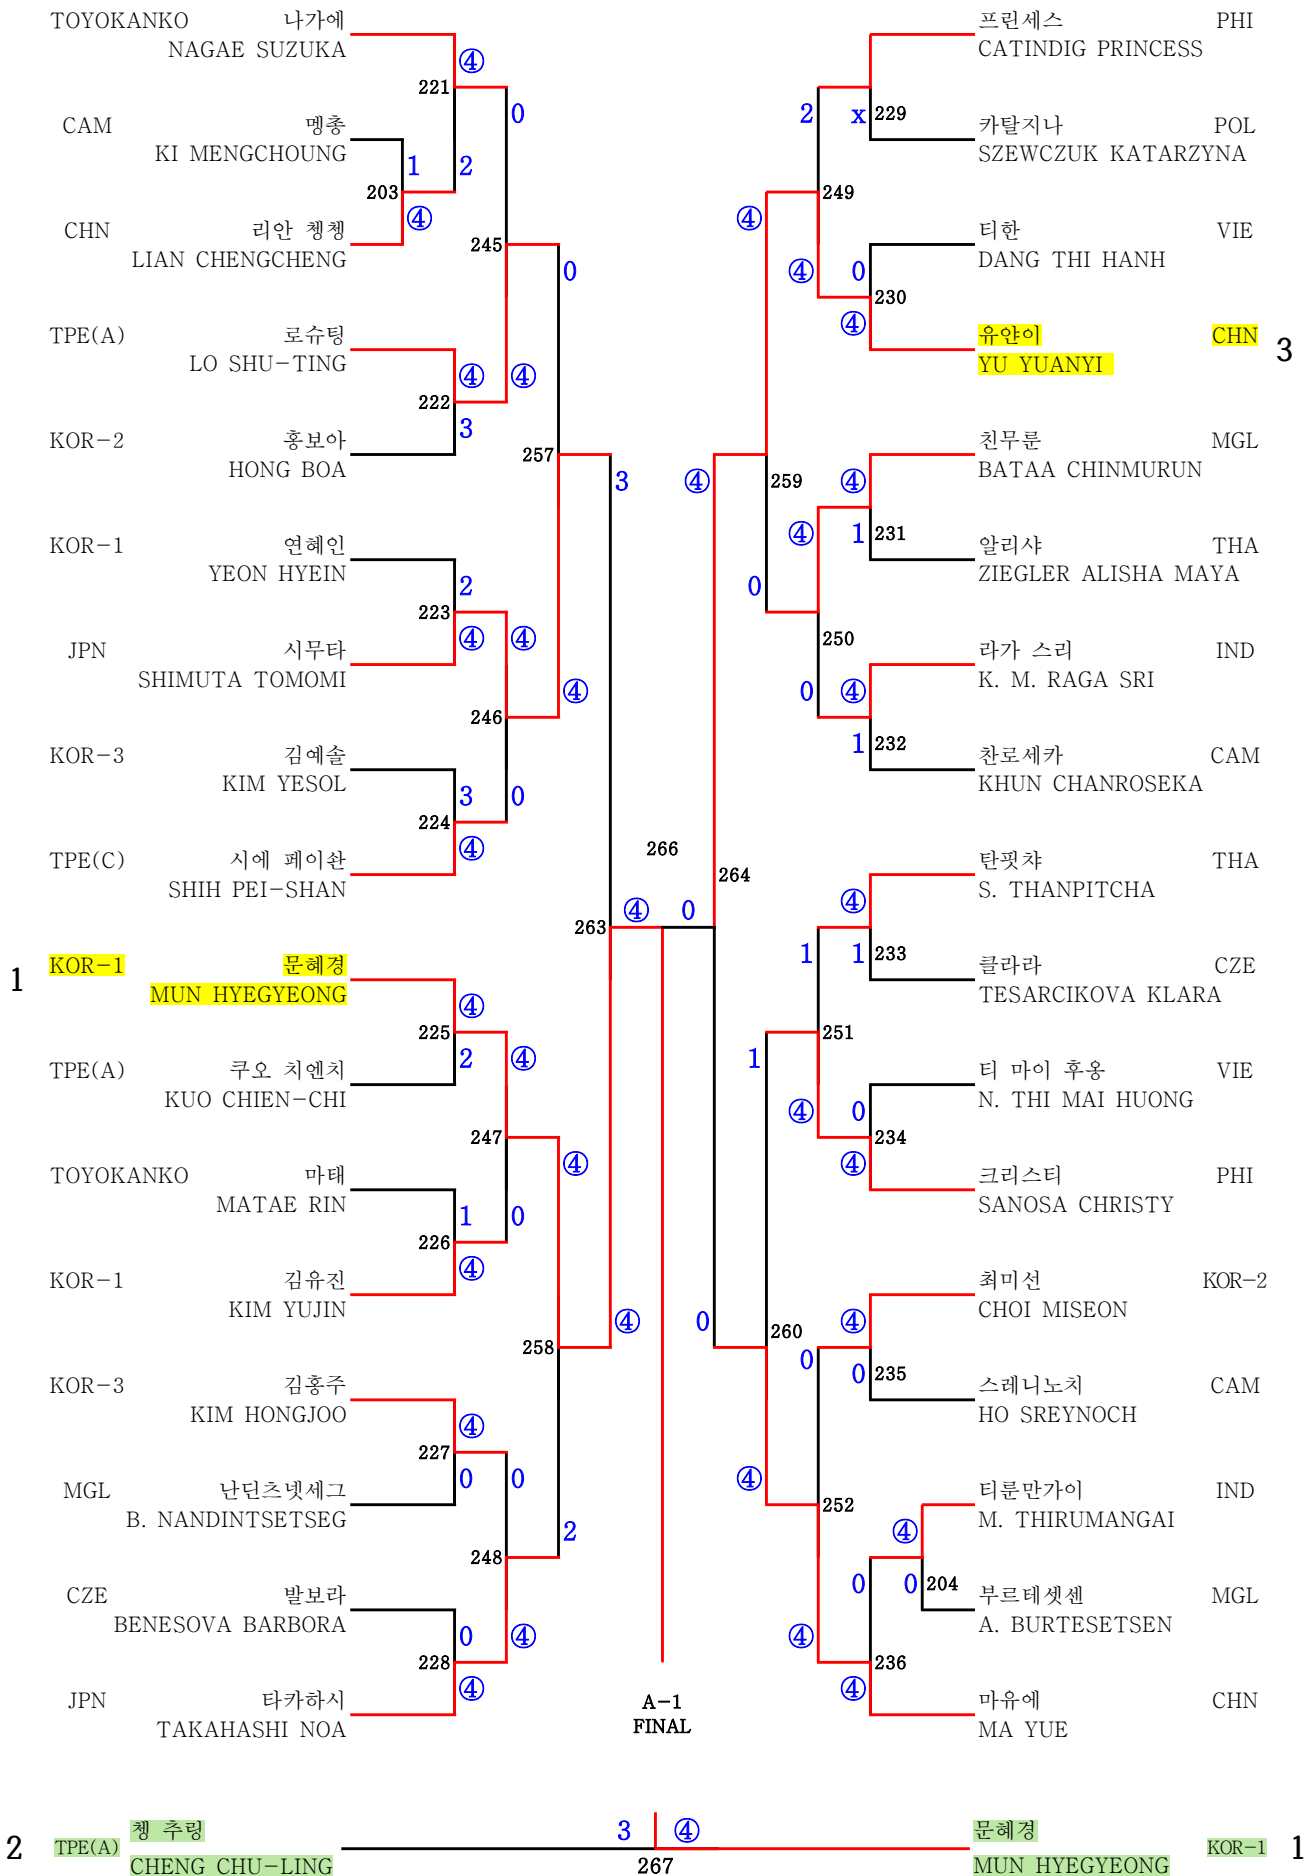 TOYOKANKO 나가에
NAGAE SUZUKA
④
221
0
CAM 멩총
KI MENGCHOUNG
1 2
203
④
CHN 리안 쳉쳉
LIAN CHENGCHENG
245
0
TPE(A) 로슈팅
LO SHU-TING
④ ④
222
3
KOR-2 홍보아
HONG BOA
257
3
KOR-1 연혜인
YEON HYEIN
2
223
④ ④
JPN 시무타
SHIMUTA TOMOMI
④
246
KOR-3 김예솔
KIM YESOL
3 0
224
④
TPE(C) 시에 페이솬
SHIH PEI-SHAN
263
1
KOR-1 문혜경
MUN HYEGYEONG
④
225
2 ④
TPE(A) 쿠오 치엔치
KUO CHIEN-CHI
247
④
TOYOKANKO 마태
MATAE RIN
1 0
226
④
KOR-1 김유진
KIM YUJIN
④
258
KOR-3 김홍주
KIM HONGJOO
④
227
0 0
MGL 난딘츠넷세그
B. NANDINTSETSEG
2
248
CZE 발보라
BENESOVA BARBORA
0 ④
228
④
JPN 타카하시
TAKAHASHI NOA
266
④ 0
A-1
FINAL
프린세스 PHI
CATINDIG PRINCESS
2 x 229
카탈지나 POL
SZEWCZUK KATARZYNA
249
④
티한 VIE
DANG THI HANH
④ 0
230
④
유얀이 CHN
YU YUANYI
3
친무룬 MGL
BATAA CHINMURUN
④ 259 ④
④ 1 231
알리샤 THA
ZIEGLER ALISHA MAYA
0
250
라가 스리 IND
K. M. RAGA SRI
0 ④
1 232
찬로세카 CAM
KHUN CHANROSEKA
264
탄핏챠 THA
S. THANPITCHA
④
1 1 233
클라라 CZE
TESARCIKOVA KLARA
251
1
티 마이 후옹 VIE
N. THI MAI HUONG
④ 0
234
④
크리스티 PHI
SANOSA CHRISTY
최미선 KOR-2
CHOI MISEON
0 260 ④
0 0 235
스레니노치 CAM
HO SREYNOCH
④
252
티룬만가이 IND
M. THIRUMANGAI
④
0 0 204
부르테셋센 MGL
A. BURTESETSEN
④
236
④
마유에 CHN
MA YUE
2 TPE(A) 쳉 추링
CHENG CHU-LING
3 ④
267
문혜경
MUN HYEGYEONG
KOR-1 1